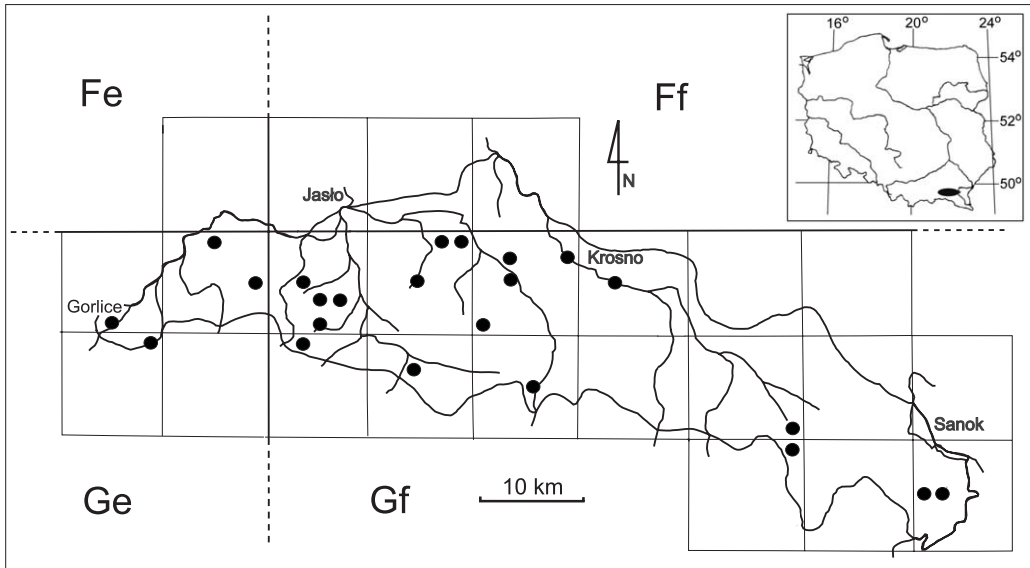 16° 20° 24°
54°
Fe Ff
52°
N
50°
Jasło
Krosno
Gorlice
Sanok
Ge Gf
10 km